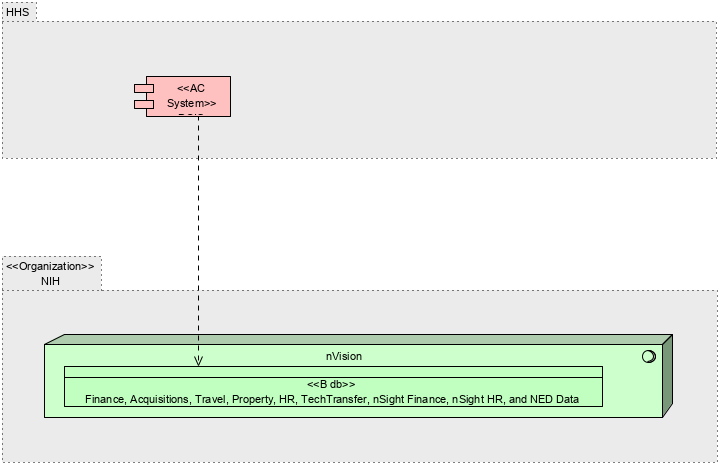 HHS
<<AC
System>>
<<Organization>>
NIH
nVision
<<B db>>
Finance, Acquisitions, Travel, Property, HR, TechTransfer, nSight Finance, nSight HR, and NED Data